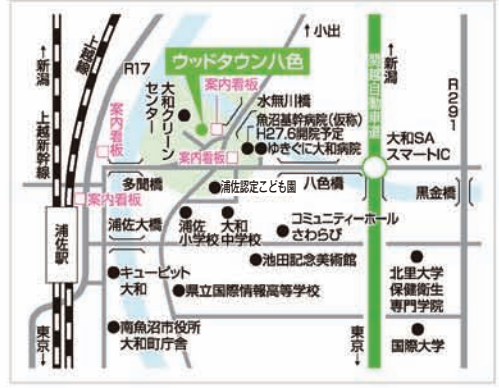 ↑小出
ウッドタウン八色
←新潟
上越線
R17
案内看板
水無川橋
関越自動車道
←新潟
R291
大和クリーン
センター
魚沼基幹病院(仮称)
H27.6開院予定
ゆきぐに大和病院
案内看板
案内看板
上越新幹線
大和SA
スマートIC
多聞橋
浦佐認定こども園
八色橋
黒金橋
案内看板
浦佐大橋
浦佐
小学校
大和
中学校
コミュニティーホール
さわらび
浦佐駅
池田記念美術館
キューピット
大和
県立国際情報高等学校
北里大学
保健衛生
専門学院
南魚沼市役所
大和町庁舎
国際大学
東京→
東京→